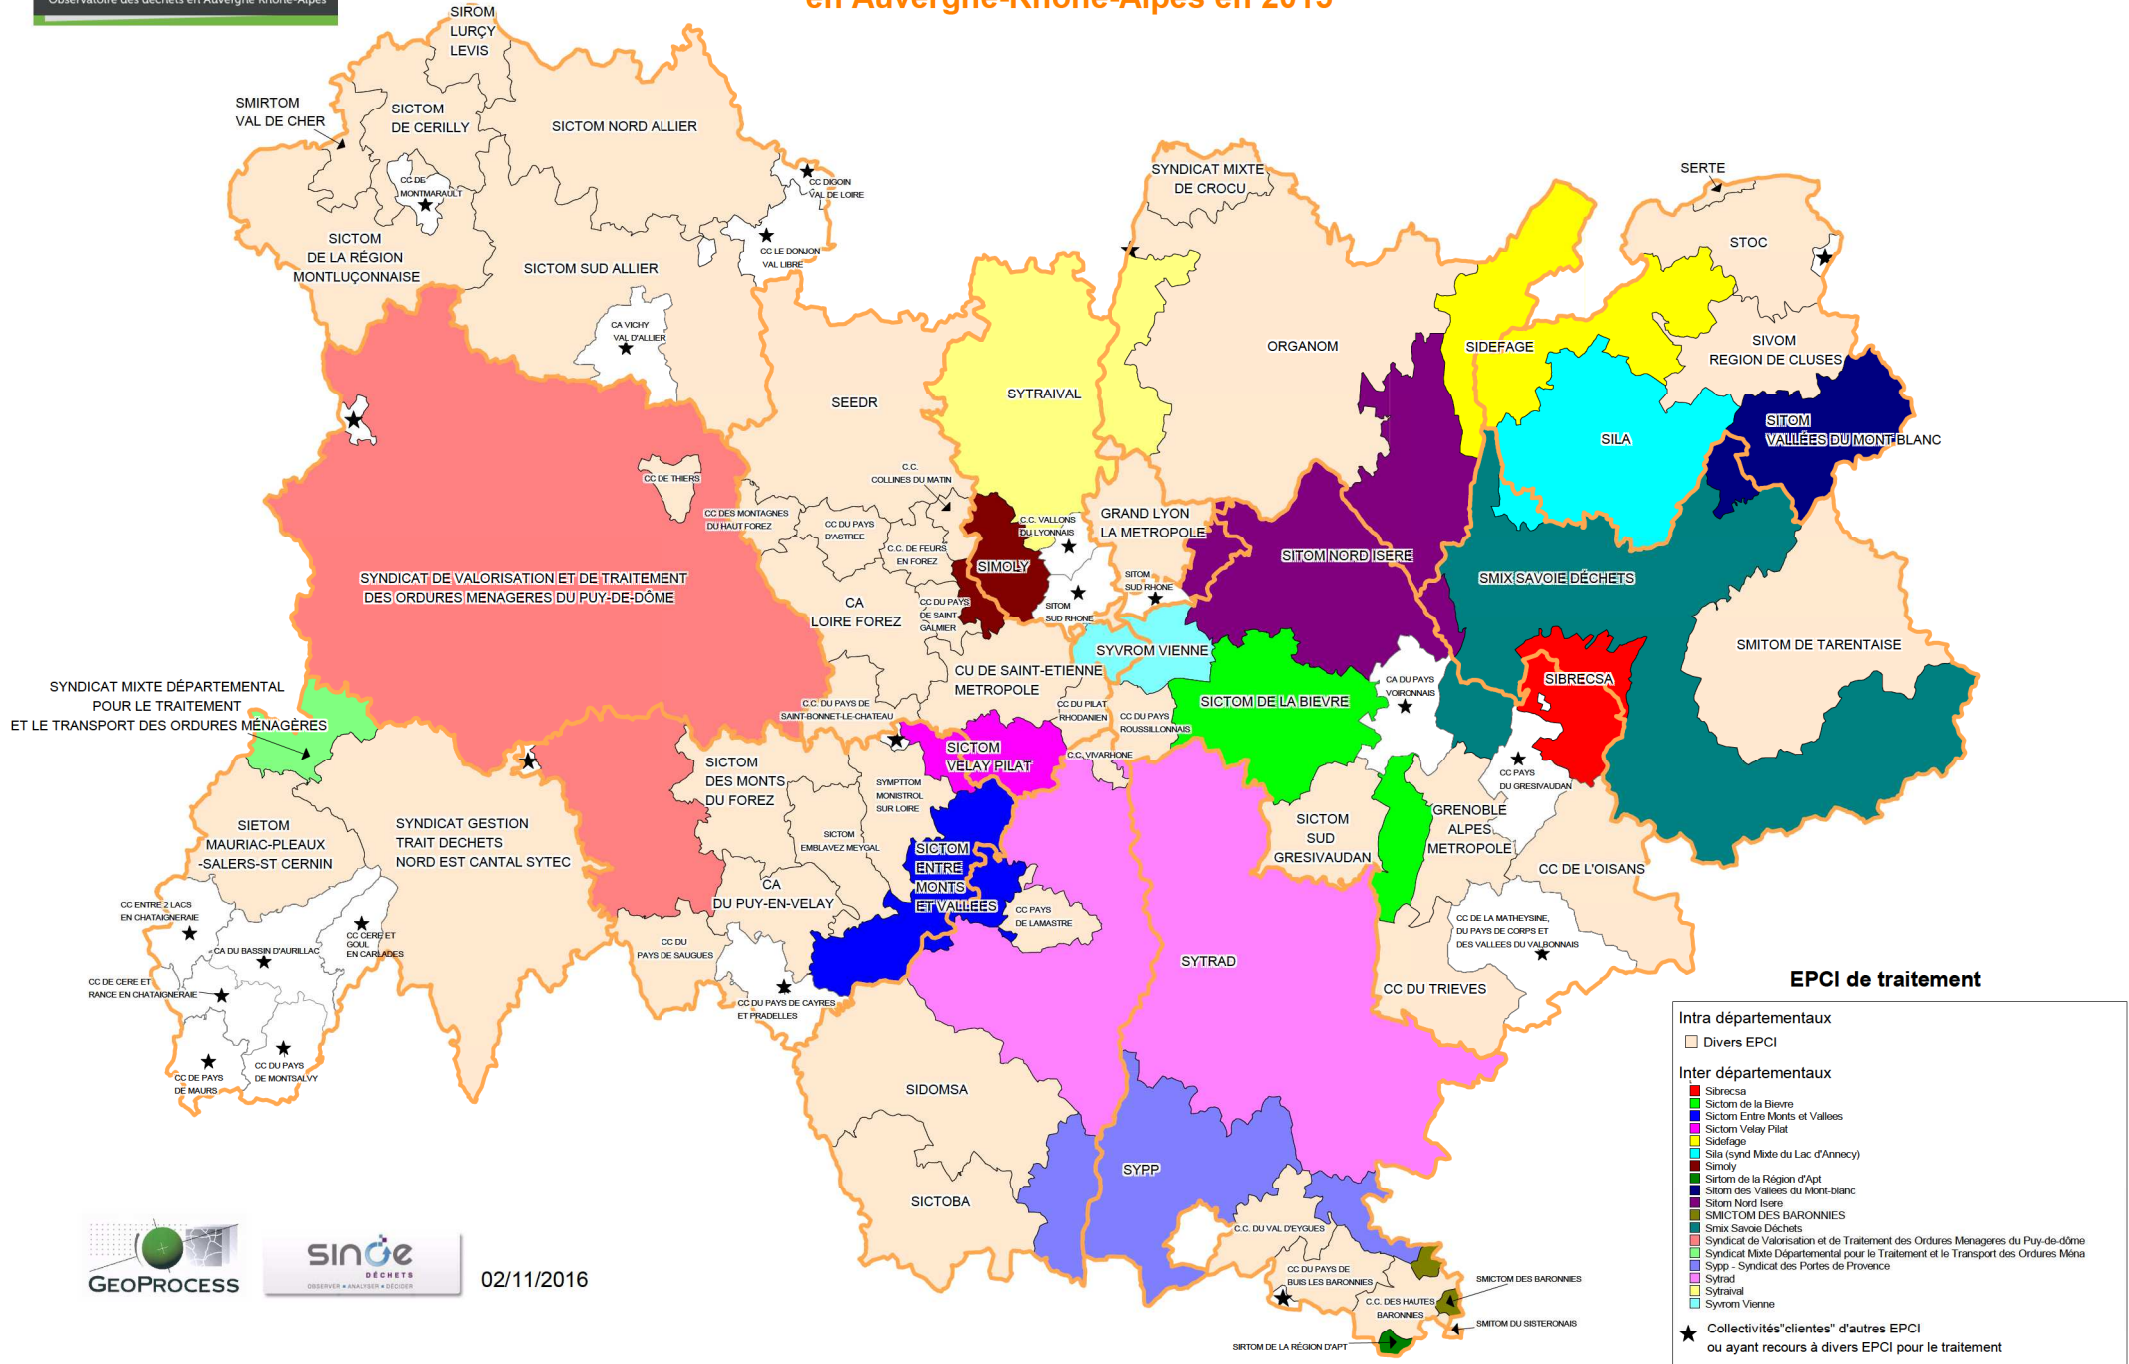 Observatoire des déchets en Auvergne Rhône-Alpes
en Auvergne-Rhône-Alpes en 2015
SIROM
LURÇY
LEVIS
SMIRTOM
VAL DE CHER
SICTOM
DE CERILLY
SICTOM NORD ALLIER
CC DE
MONTMARAULT
CC DIGOIN
VAL DE LOIRE
SICTOM
DE LA RÉGION
MONTLUÇONNAISE
SICTOM SUD ALLIER
CC LE DONJON
VAL LIBRE
CA VICHY
VAL D'ALLIER
SYNDICAT MIXTE
DE CROCU
SERTE
STOC
ORGANOM
SIDEFAGE
SIVOM
REGION DE CLUSES
SEEDR
SYTRAIVAL
SILA
SITOM
VALLÉES DU MONT BLANC
CC DE THIERS
C.C.
COLLINES DU MATIN
CC DES MONTAGNES
DU HAUT FOREZ
CC DU PAYS
D'ASTREE
C.C. DE FEURS
EN FOREZ
C.C. VALLONS
DU LYONNAIS
GRAND LYON
LA METROPOLE
SIMOLY
SITOM NORD ISERE
SYNDICAT DE VALORISATION ET DE TRAITEMENT
DES ORDURES MENAGERES DU PUY-DE-DÔME
CA
LOIRE FOREZ
CC DU PAYS
DE SAINT
GALMIER
SITOM
SUD RHONE
SITOM
SUD RHONE
SMIX SAVOIE DÉCHETS
SMITOM DE TARENTAISE
SYVROM VIENNE
CU DE SAINT-ETIENNE
METROPOLE
SIBRECSA
SICTOM DE LA BIEVRE
CA DU PAYS
VOIRONNAIS
SYNDICAT MIXTE DÉPARTEMENTAL
POUR LE TRAITEMENT
ET LE TRANSPORT DES ORDURES MÉNAGÈRES
C.C. DU PAYS DE
SAINT-BONNET-LE-CHATEAU
CC DU PILAT
RHODANIEN
CC DU PAYS
ROUSSILLONNAIS
SICTOM
VELAY PILAT
C.C. VIVARHONE
SICTOM
DES MONTS
DU FOREZ
SYMPTTOM
MONISTROL
SUR LOIRE
CC PAYS
DU GRESIVAUDAN
SIETOM
MAURIAC-PLEAUX
-SALERS-ST CERNIN
SYNDICAT GESTION
TRAIT DECHETS
NORD EST CANTAL SYTEC
SICTOM
EMBLAVEZ MEYGAL
SICTOM
ENTRE
MONTS
ET VALLEES
SICTOM
SUD
GRESIVAUDAN
GRENOBLE
ALPES
METROPOLE
CC DE L'OISANS
CC ENTRE 2 LACS
EN CHATAIGNERAIE
CA
DU PUY-EN-VELAY
CC PAYS
DE LAMASTRE
CC DE LA MATHEYSINE,
DU PAYS DE CORPS ET
DES VALLEES DU VALBONNAIS
CA DU BASSIN D'AURILLAC
CC CERE ET
GOUL
EN CARLADES
CC DU
PAYS DE SAUGUES
SYTRAD
CC DE CERE ET
RANCE EN CHATAIGNERAIE
CC DU PAYS DE CAYRES
ET PRADELLES
CC DU TRIEVES
CC DE PAYS
DE MAURS
CC DU PAYS
DE MONTSALVY
SIDOMSA
SYPP
SICTOBA
C.C. DU VAL D'EYGUES
CC DU PAYS DE
BUIS LES BARONNIES
C.C. DES HAUTES
BARONNIES
SMICTOM DES BARONNIES
SMITOM DU SISTERONAIS
SIRTOM DE LA RÉGION D'APT
EPCI de traitement
Intra départementaux
Divers EPCI
Inter départementaux
Sibrecsa
Sictom de la Bievre
Sictom Entre Monts et Vallees
Sictom Velay Pilat
Sidefage
Sila (synd Mixte du Lac d'Annecy)
Simoly
Sirtom de la Région d'Apt
Sitom des Vallées du Mont-blanc
Sitom Nord Isere
SMICTOM DES BARONNIES
Smix Savoie Déchets
Syndicat de Valorisation et de Traitement des Ordures Menageres du Puy-de-dôme
Syndicat Mixte Départemental pour le Traitement et le Transport des Ordures Ména
Sypp - Syndicat des Portes de Provence
Sytrad
Sytraival
Syvrom Vienne
Collectivités"clientes" d'autres EPCI
ou ayant recours à divers EPCI pour le traitement
GEOPROCESS
SINOE
DÉCHETS
OBSERVER • ANALYSER • DÉCIDER
02/11/2016